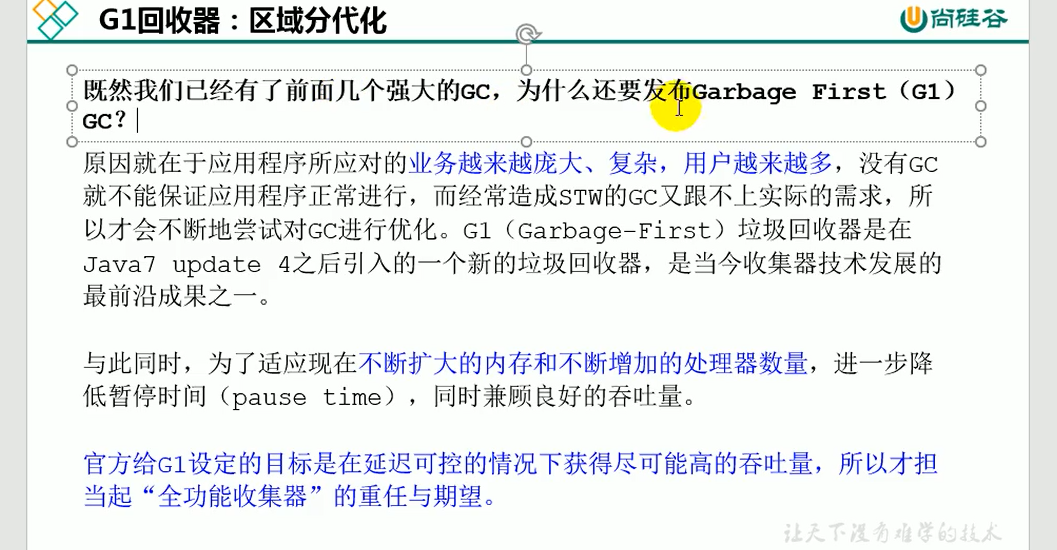 G1回收器：区域分代化
尚硅谷
既然我们已经有了前面几个强大的GC，为什么还要发布Garbage First（G1）
GC？
原因就在于应用程序所应对的业务越来越庞大、复杂，用户越来越多，没有GC
就不能保证应用程序正常进行，而经常造成STW的GC又跟不上实际的需求，所
以才会不断地尝试对GC进行优化。G1（Garbage-First）垃圾回收器是在
Java7 update 4之后引入的一个新的垃圾回收器，是当今收集器技术发展的
最前沿成果之一。
与此同时，为了适应现在不断扩大的内存和不断增加的处理器数量，进一步降
低暂停时间（pause time），同时兼顾良好的吞吐量。
官方给G1设定的目标是在延迟可控的情况下获得尽可能高的吞吐量，所以才担
当起“全功能收集器”的重任与期望。
让天下没有难学的技术